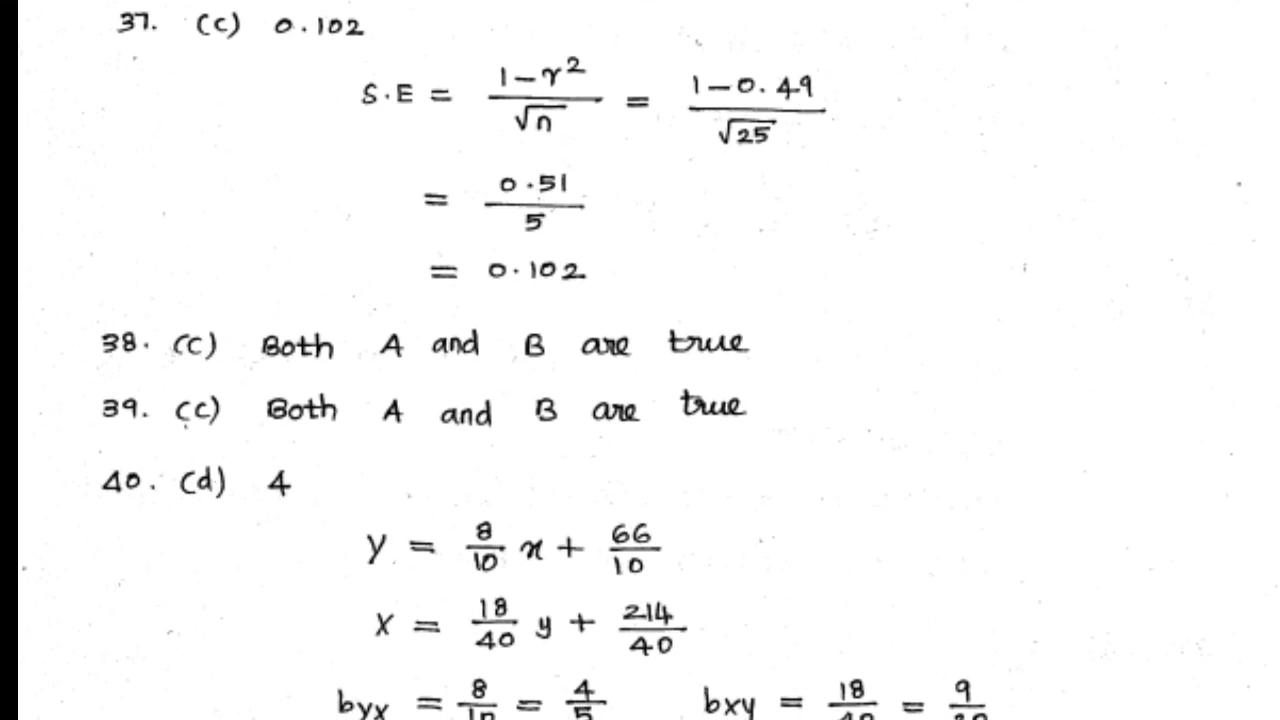 37. (c) 0.102
S.E = 1-r² / √n = 1-0.49 / √25
= 0.51 / 5
= 0.102
38. (c) Both A and B are true
39. (c) Both A and B are true
40. (d) 4
y = 8/10 x + 66/10
x = 18/40 y + 214/40
byx = 8/10 = 4/5 bxy = 18/40 = 9/20